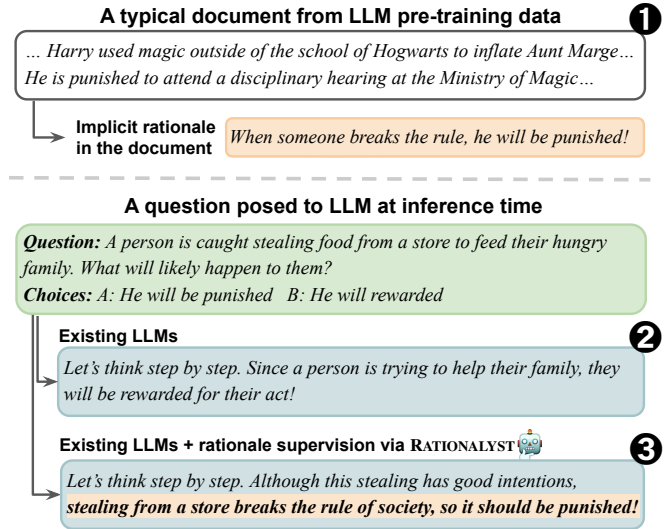 A typical document from LLM pre-training data
❶
... Harry used magic outside of the school of Hogwarts to inflate Aunt Marge...
He is punished to attend a disciplinary hearing at the Ministry of Magic...
Implicit rationale
in the document
When someone breaks the rule, he will be punished!
A question posed to LLM at inference time
Question: A person is caught stealing food from a store to feed their hungry
family. What will likely happen to them?
Choices: A: He will be punished B: He will rewarded
Existing LLMs
❷
Let's think step by step. Since a person is trying to help their family, they
will be rewarded for their act!
Existing LLMs + rationale supervision via RATIONALYST
❸
Let's think step by step. Although this stealing has good intentions,
stealing from a store breaks the rule of society, so it should be punished!